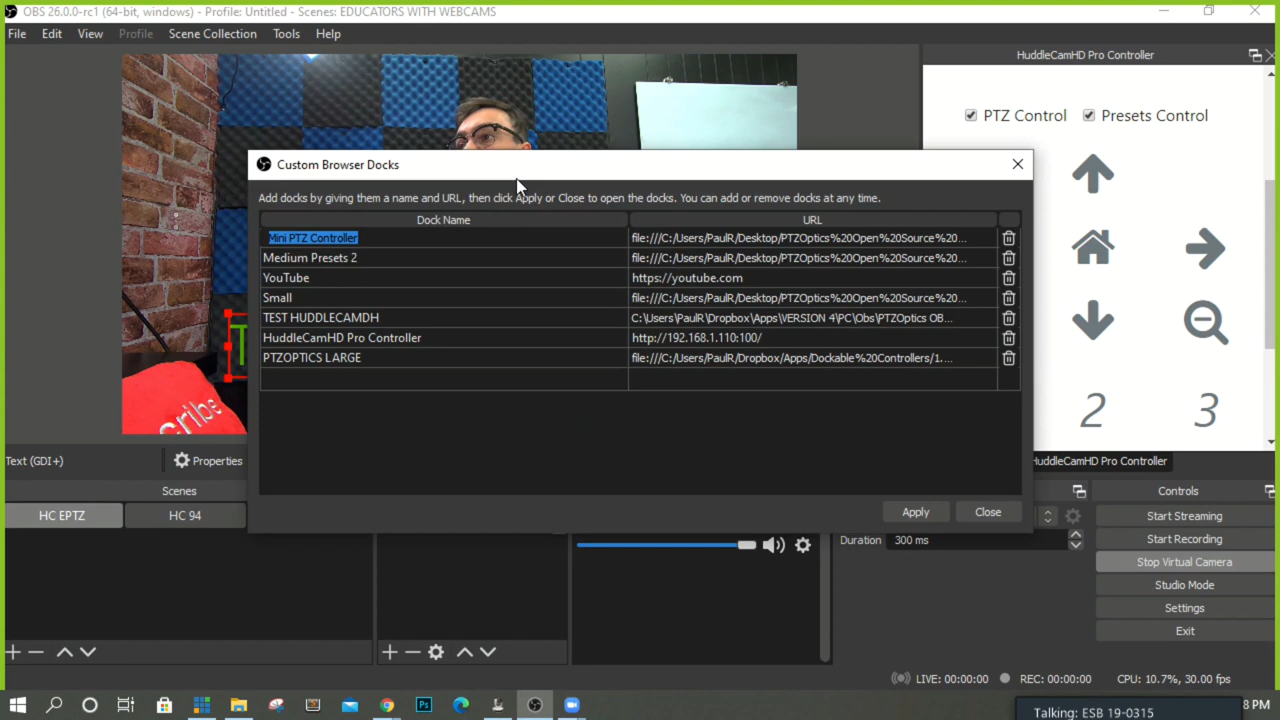 OBS 26.0.0-rc1 (64-bit, windows) - Profile: Untitled - Scenes: EDUCATORS WITH WEBCAMS
File Edit View Profile Scene Collection Tools Help
HuddleCamHD Pro Controller
PTZ Control Presets Control
Custom Browser Docks
Add docks by giving them a name and URL, then click Apply or Close to open the docks. You can add or remove docks at any time.
Dock Name URL
Mini PTZ Controller file:///C:/Users/PaulR/Desktop/PTZOptics%20Open%20Source%20...
Medium Presets 2 file:///C:/Users/PaulR/Desktop/PTZOptics%20Open%20Source%20...
YouTube https://youtube.com
Small file:///C:/Users/PaulR/Desktop/PTZOptics%20Open%20Source%20...
TEST HUDDLECAMDH C:\Users\PaulR\Dropbox\Apps\VERSION 4\PC\Obs\PTZOptics OB...
HuddleCamHD Pro Controller http://192.168.1.110:100/
PTZOPTICS LARGE file:///C:/Users/PaulR/Dropbox/Apps/Dockable%20Controllers/1....
2 3
cribe
Text (GDI+) Properties
HuddleCamHD Pro Controller
Scenes Controls
Apply Close
HC EPTZ HC 94
Start Streaming
Duration 300 ms Start Recording
Stop Virtual Camera
Studio Mode
Settings
Exit
LIVE: 00:00:00 REC: 00:00:00 CPU: 10.7%, 30.00 fps
8 PM
Ps
Talking: ESB 19-0315